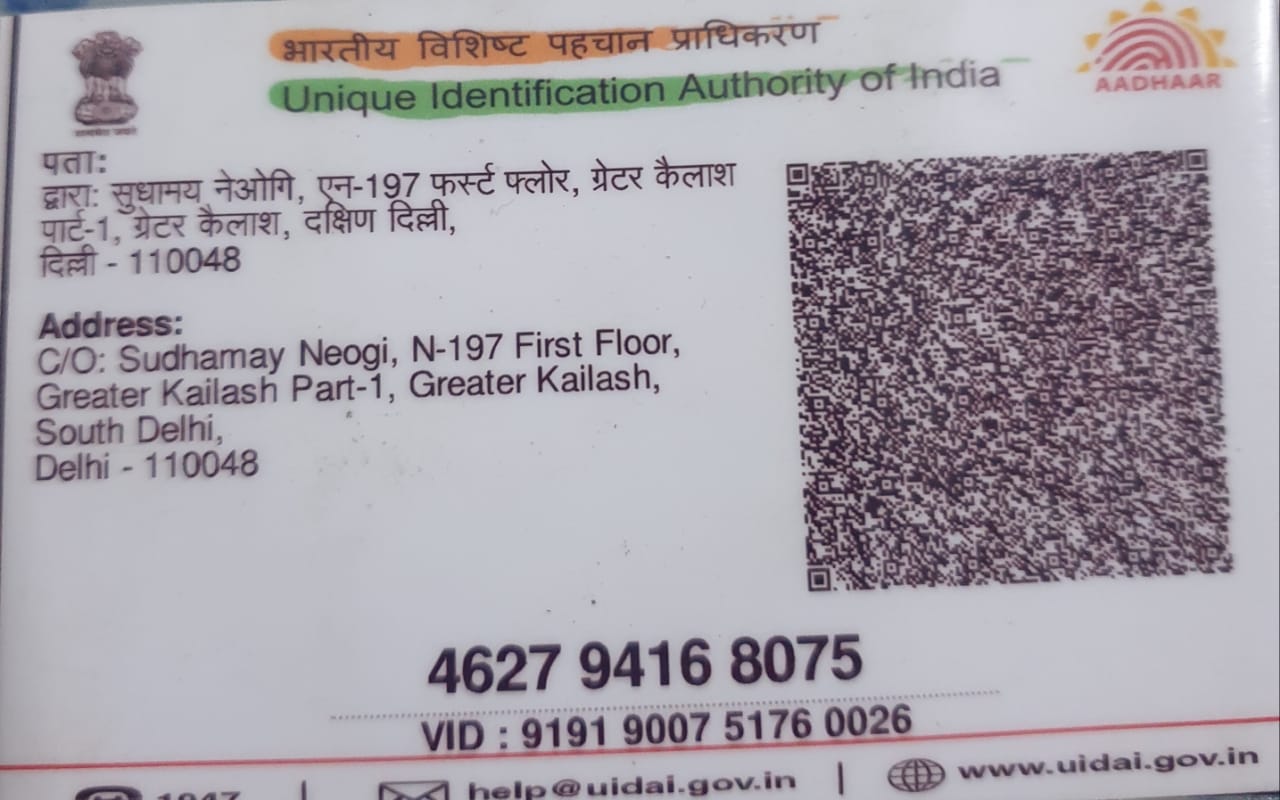 भारतीय विशिष्ट पहचान प्राधिकरण
Unique Identification Authority of India
AADHAAR
पता:
द्वारा: सुधामय नेओगि, एन-197 फर्स्ट फ्लोर, ग्रेटर कैलाश
पार्ट-1, ग्रेटर कैलाश, दक्षिण दिल्ली,
दिल्ली - 110048
Address:
C/O: Sudhamay Neogi, N-197 First Floor,
Greater Kailash Part-1, Greater Kailash,
South Delhi,
Delhi - 110048
4627 9416 8075
VID : 9191 9007 5176 0026
1947 | help@uidai.gov.in | www.uidai.gov.in